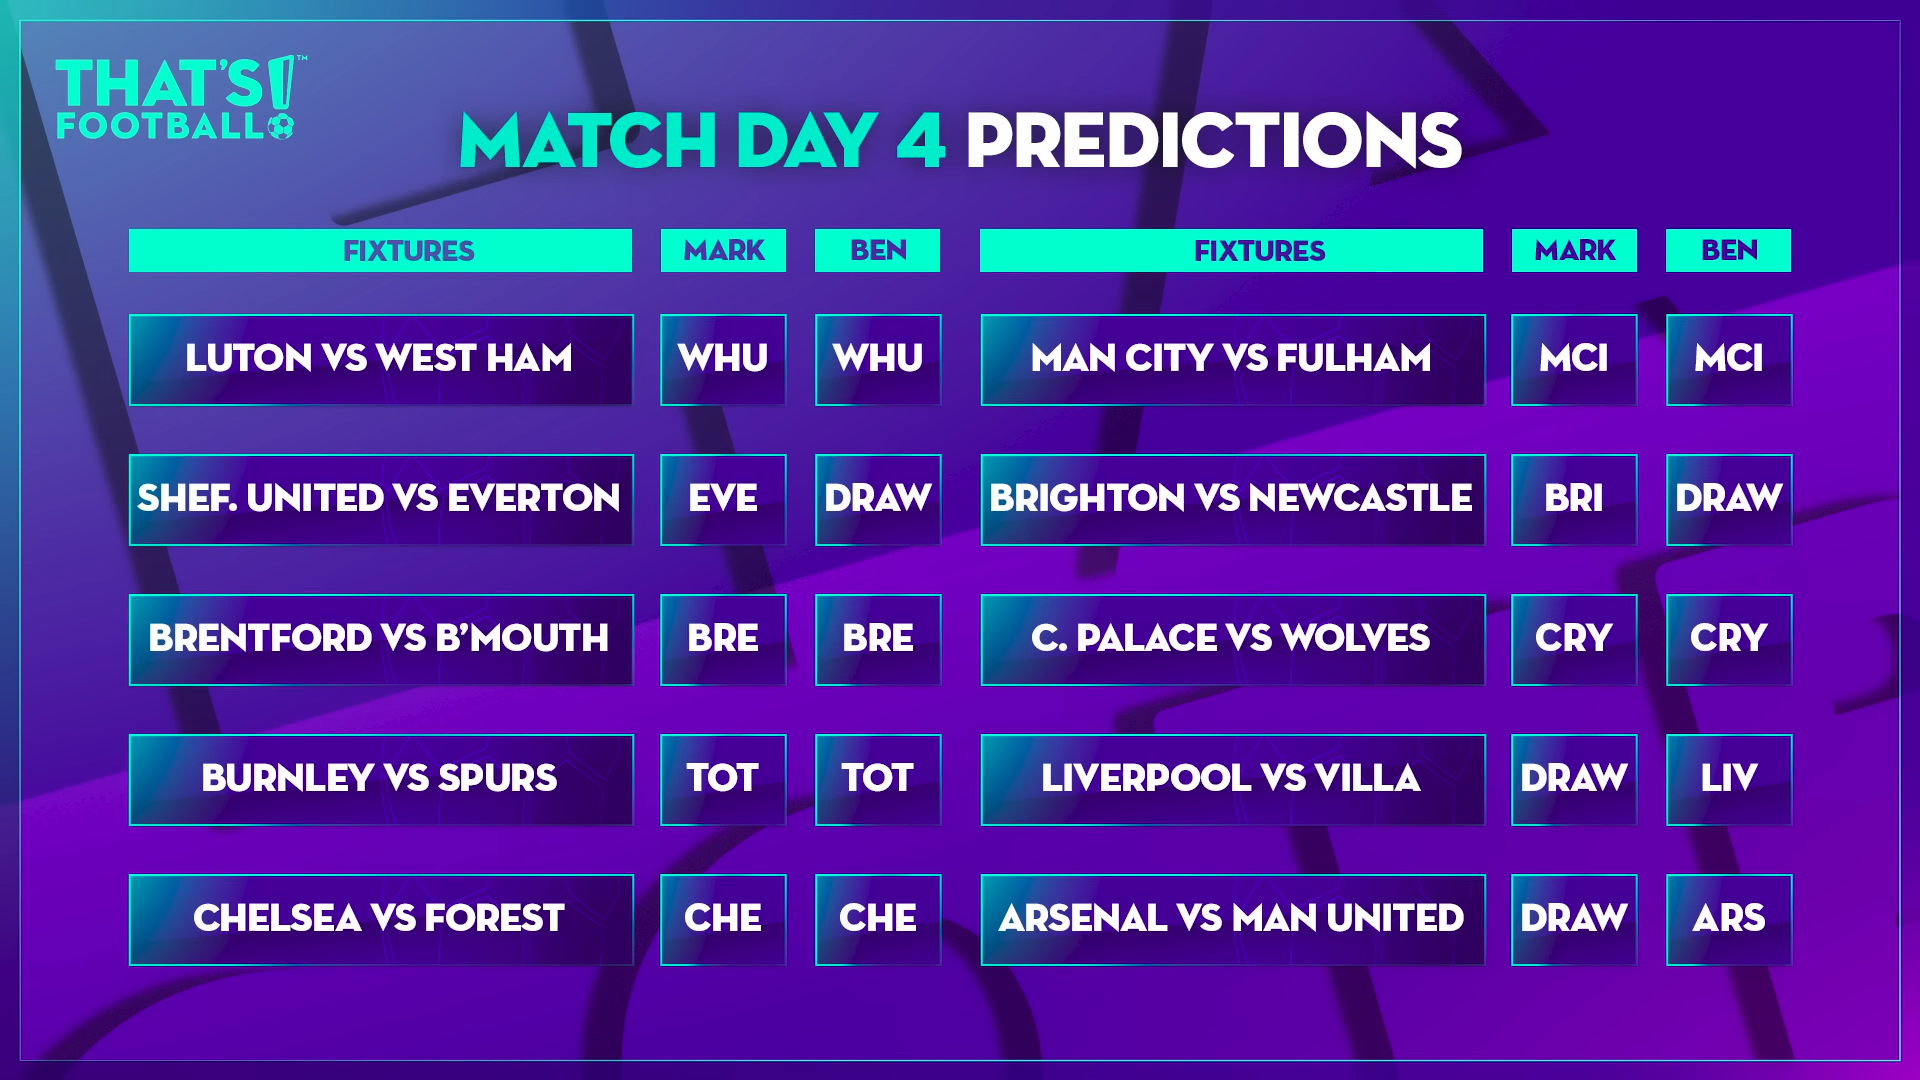 THAT'S!™
FOOTBALL
MATCH DAY 4 PREDICTIONS
FIXTURES MARK BEN
LUTON VS WEST HAM WHU WHU
SHEF. UNITED VS EVERTON EVE DRAW
BRENTFORD VS B'MOUTH BRE BRE
BURNLEY VS SPURS TOT TOT
CHELSEA VS FOREST CHE CHE
FIXTURES MARK BEN
MAN CITY VS FULHAM MCI MCI
BRIGHTON VS NEWCASTLE BRI DRAW
C. PALACE VS WOLVES CRY CRY
LIVERPOOL VS VILLA DRAW LIV
ARSENAL VS MAN UNITED DRAW ARS